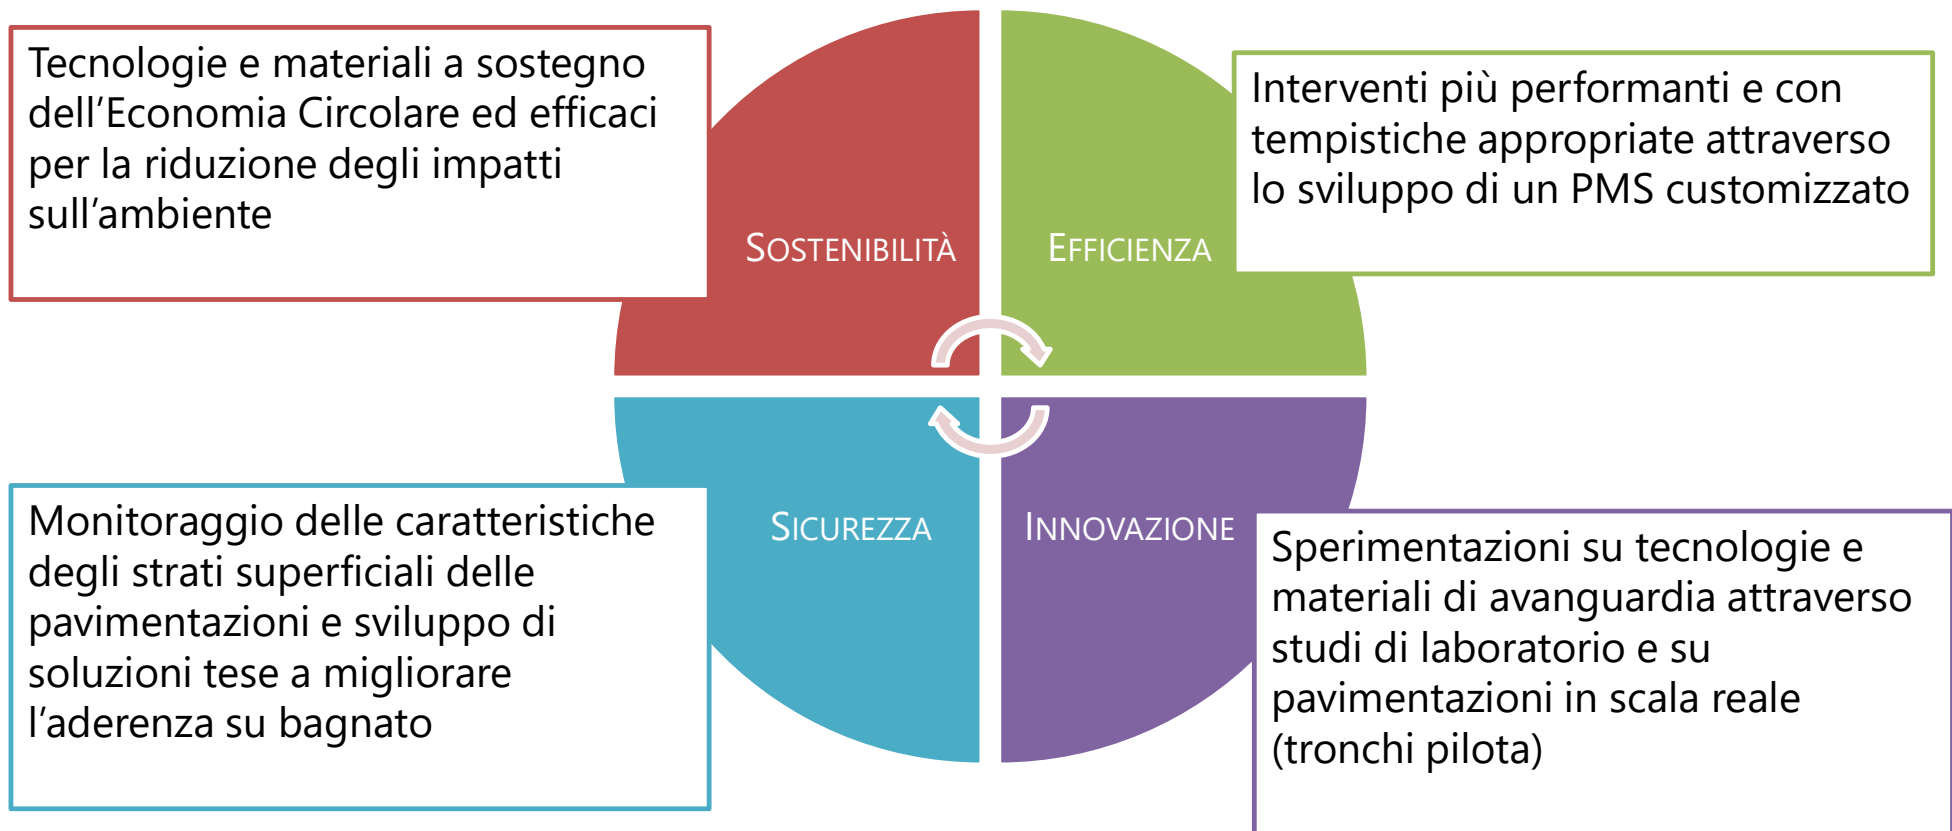 Tecnologie e materiali a sostegno
dell’Economia Circolare ed efficaci
per la riduzione degli impatti
sull’ambiente
SOSTENIBILITÀ
EFFICIENZA
Interventi più performanti e con
tempistiche appropriate attraverso
lo sviluppo di un PMS customizzato
Monitoraggio delle caratteristiche
degli strati superficiali delle
pavimentazioni e sviluppo di
soluzioni tese a migliorare
l’aderenza su bagnato
SICUREZZA
INNOVAZIONE
Sperimentazioni su tecnologie e
materiali di avanguardia attraverso
studi di laboratorio e su
pavimentazioni in scala reale
(tronchi pilota)